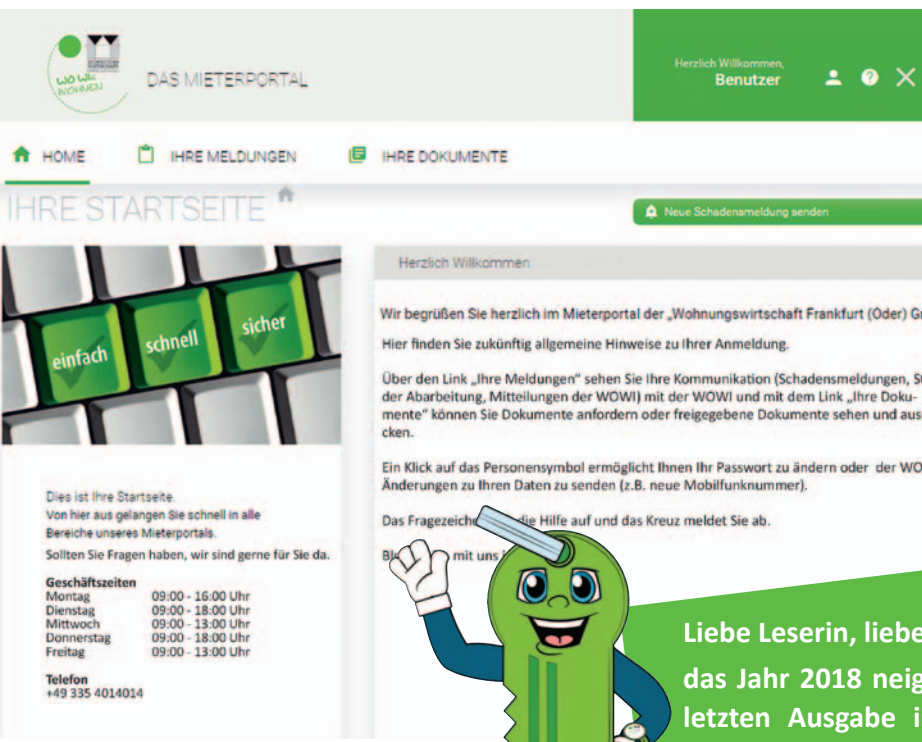 WO WIR
WOHNEN
DAS MIETERPORTAL
Herzlich Willkommen,
Benutzer
HOME
IHRE MELDUNGEN
IHRE DOKUMENTE
IHRE STARTSEITE
Neue Schadensmeldung senden
einfach
schnell
sicher
Dies ist Ihre Startseite.
Von hier aus gelangen Sie schnell in alle
Bereiche unseres Mieterportals.
Sollten Sie Fragen haben, wir sind gerne für Sie da.
Geschäftszeiten
Montag 09:00 - 16:00 Uhr
Dienstag 09:00 - 18:00 Uhr
Mittwoch 09:00 - 13:00 Uhr
Donnerstag 09:00 - 18:00 Uhr
Freitag 09:00 - 13:00 Uhr
Telefon
+49 335 4014014
Herzlich Willkommen
Wir begrüßen Sie herzlich im Mieterportal der „Wohnungswirtschaft Frankfurt (Oder)
Hier finden Sie zukünftig allgemeine Hinweise zu Ihrer Anmeldung.
Über den Link „Ihre Meldungen“ sehen Sie Ihre Kommunikation (Schadensmeldungen,
der Abarbeitung, Mitteilungen der WOWI) mit der WOWI und mit dem Link „Ihre Doku-
mente“ können Sie Dokumente anfordern oder freigegebene Dokumente sehen und aus
cken.
Ein Klick auf das Personensymbol ermöglicht Ihnen Ihr Passwort zu ändern oder der WO
Änderungen zu Ihren Daten zu senden (z.B. neue Mobilfunknummer).
Das Fragezeiche die Hilfe auf und das Kreuz meldet Sie ab.
mit uns
Liebe Leserin, liebe
das Jahr 2018 neig
letzten Ausgabe i